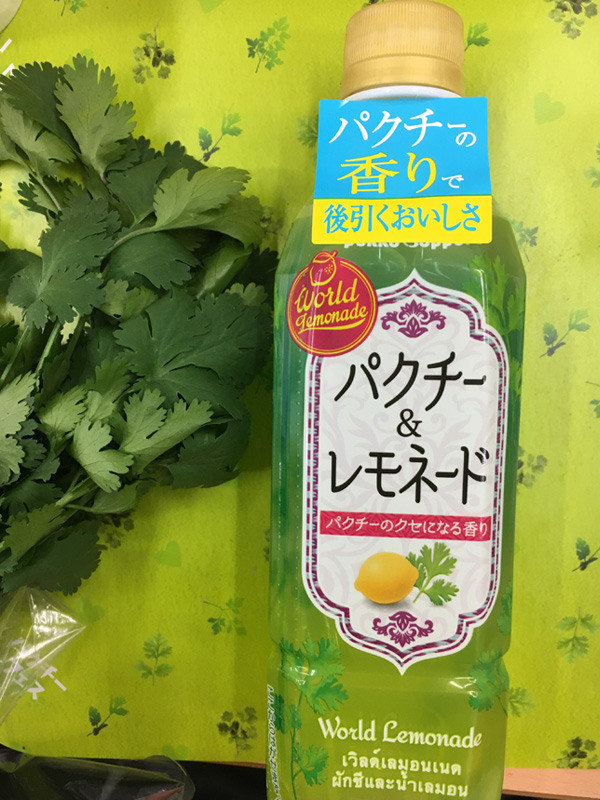 パクチーの
香りで
後引くおいしさ
pokka sapporo
World
Lemonade
パクチー
&
レモネード
パクチーのクセになる香り
World Lemonade
เวิลด์เลมอนเนด
ผักชีและน้ำเลมอน